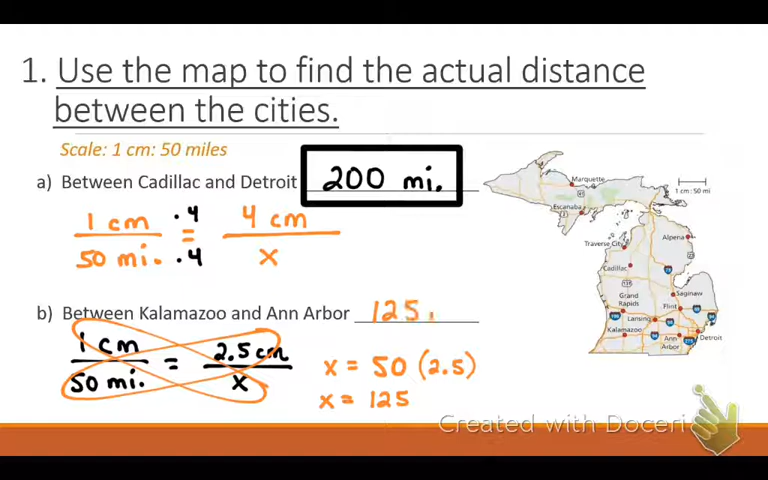 1. Use the map to find the actual distance
between the cities.
Scale: 1 cm: 50 miles
a) Between Cadillac and Detroit 200 mi.
1 cm · 4 = 4 cm
50 mi. · 4 x
b) Between Kalamazoo and Ann Arbor 125
1 cm = 2.5 cm
50 mi. x
x = 50 (2.5)
x = 125
Marquette
1 cm : 50 mi
Escanaba
Traverse City
Alpena
Cadillac
Grand
Rapids
Saginaw
Flint
Lansing
Kalamazoo
Ann
Arbor
Detroit
Created with Doceri